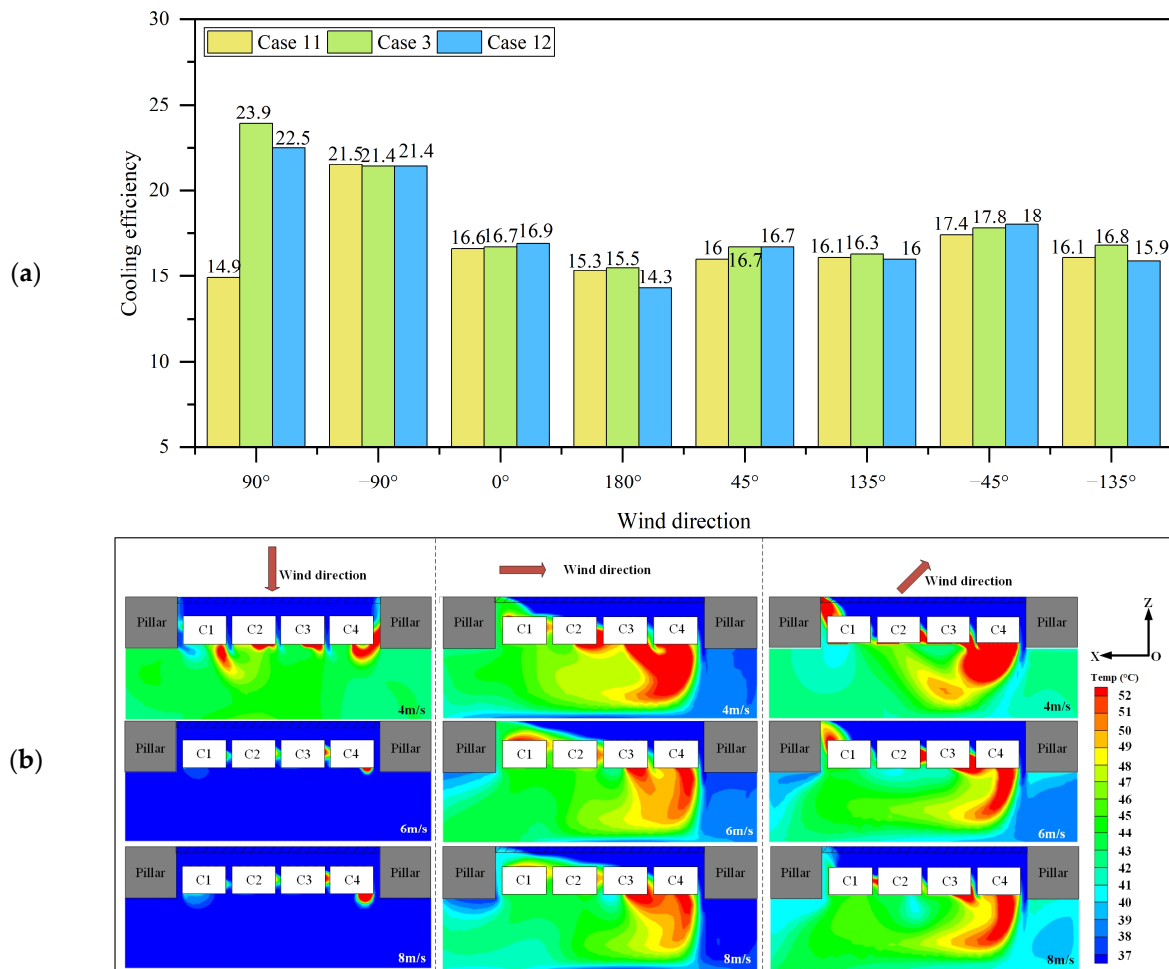 30
Case 11 Case 3 Case 12
25
23.9
22.5
21.5 21.4 21.4
20
17.4 17.8 18
16.6 16.7 16.9
16 16.7 16.7
16.1 16.3 16
16.1 16.8 15.9
15.3 15.5 14.3
14.9
15
10
5
Cooling efficiency
(a)
90° −90° 0° 180° 45° 135° −45° −135°
Wind direction
Wind direction
Wind direction
Wind direction
Pillar C1 C2 C3 C4 Pillar
4m/s
Pillar C1 C2 C3 C4 Pillar
4m/s
Pillar C1 C2 C3 C4 Pillar
4m/s
Z
X O
Temp (°C)
52
51
50
49
48
47
46
45
44
43
42
41
40
39
38
37
(b)
Pillar C1 C2 C3 C4 Pillar
6m/s
Pillar C1 C2 C3 C4 Pillar
6m/s
Pillar C1 C2 C3 C4 Pillar
6m/s
Pillar C1 C2 C3 C4 Pillar
8m/s
Pillar C1 C2 C3 C4 Pillar
8m/s
Pillar C1 C2 C3 C4 Pillar
8m/s